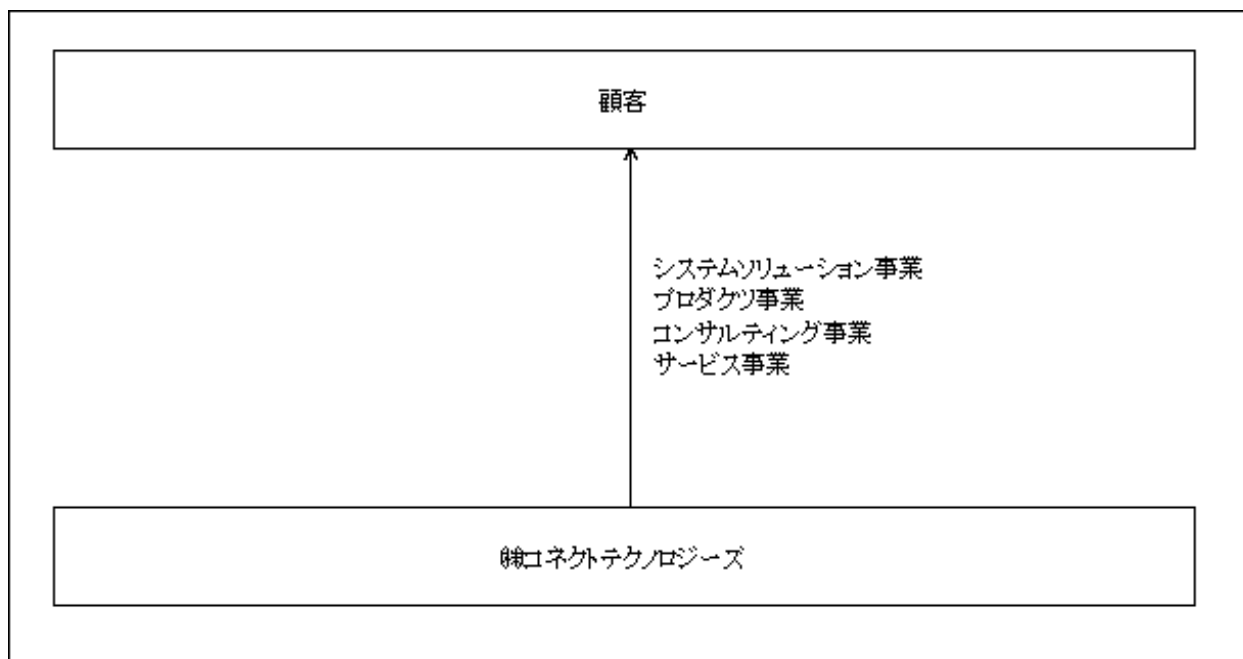 顧客
システムソリューション事業
プロダクツ事業
コンサルティング事業
サービス事業
㈱コネクトテクノロジーズ